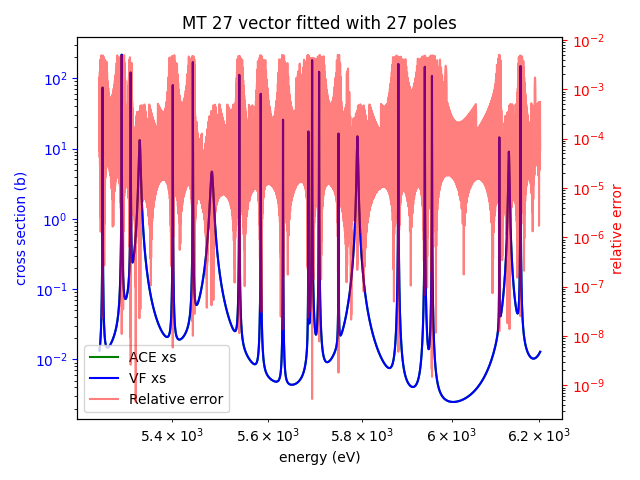 MT 27 vector fitted with 27 poles
10²
10¹
10⁰
10⁻¹
10⁻²
cross section (b)
10⁻²
10⁻³
10⁻⁴
10⁻⁵
10⁻⁶
10⁻⁷
10⁻⁸
10⁻⁹
relative error
ACE xs
VF xs
Relative error
5.4 × 10³ 5.6 × 10³ 5.8 × 10³ 6 × 10³ 6.2 × 10³
energy (eV)